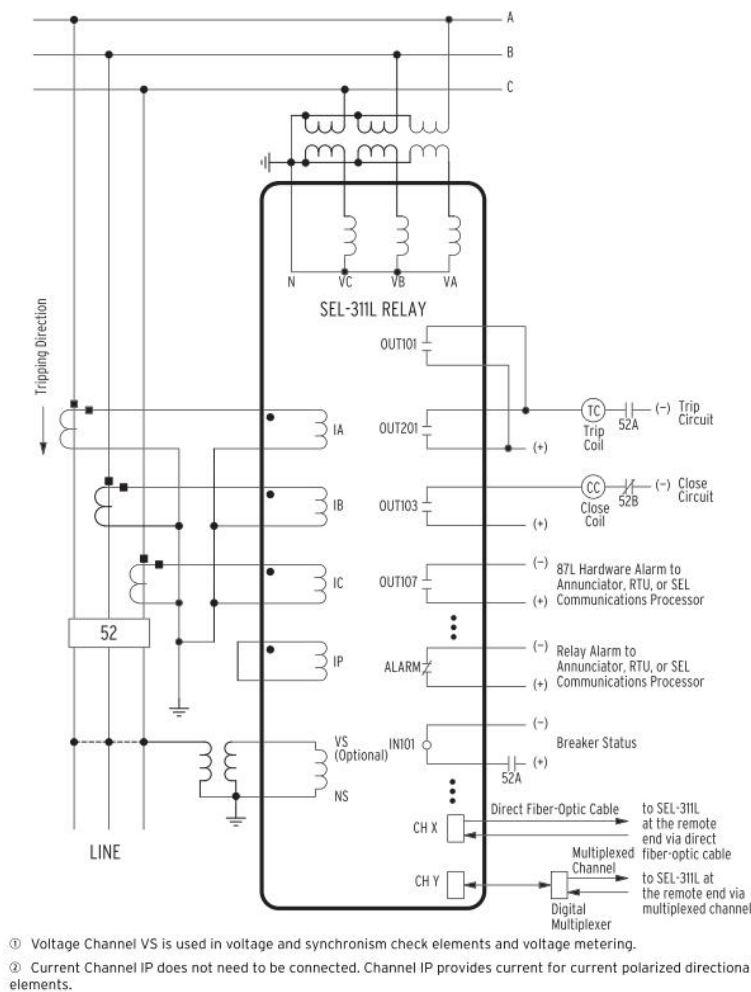 A
B
C
N
VC
VB
VA
SEL-311L RELAY
Tripping Direction
OUT101
IA
OUT201
TC
Trip
Coil
52A
(−) Trip
Circuit
(+)
IB
OUT103
CC
Close
Coil
52B
(−) Close
Circuit
(+)
IC
OUT107
(−)
(+)
87L Hardware Alarm to
Annunciator, RTU, or SEL
Communications Processor
52
IP
ALARM
(−)
(+)
Relay Alarm to
Annunciator, RTU, or SEL
Communications Processor
VS
(Optional)
NS
IN101
(−)
Breaker Status
(+)
52A
LINE
CH X
Direct Fiber-Optic Cable
to SEL-311L
at the remote
end via direct
fiber-optic cable
CH Y
Multiplexed
Channel
Digital
Multiplexer
to SEL-311L at
the remote end via
multiplexed channel
① Voltage Channel VS is used in voltage and synchronism check elements and voltage metering.
② Current Channel IP does not need to be connected. Channel IP provides current for current polarized directiona
elements.